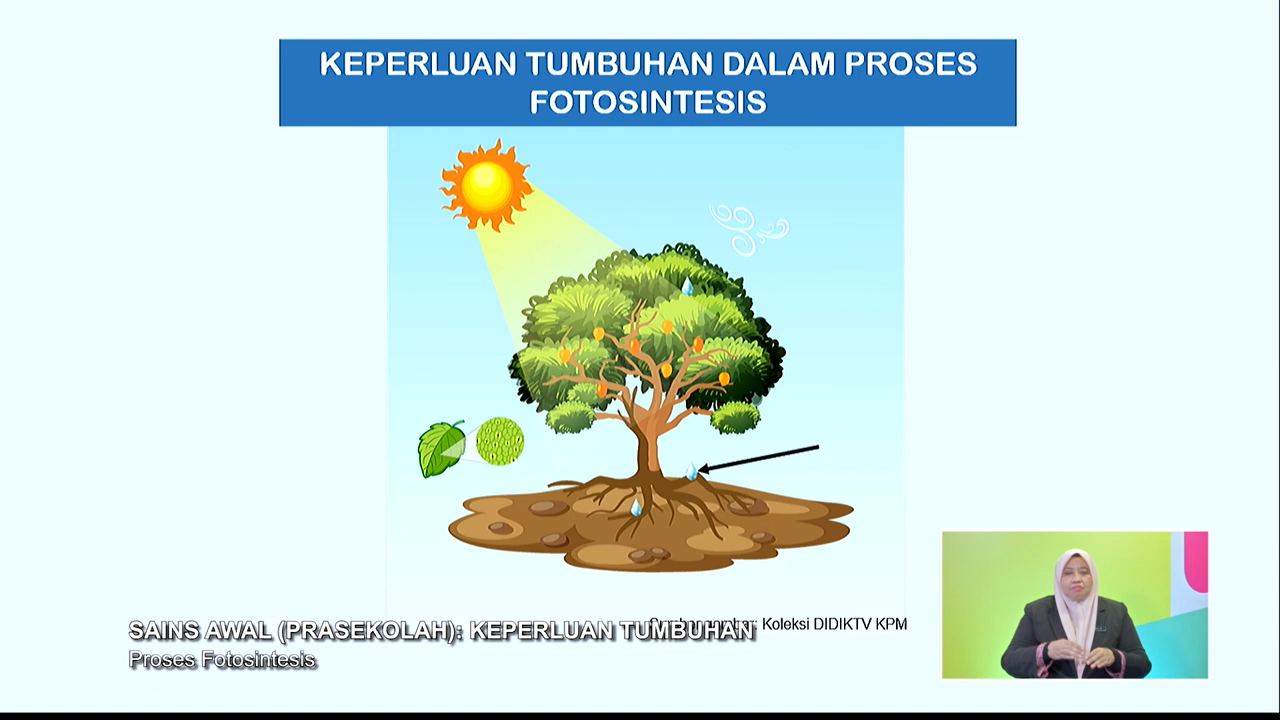 KEPERLUAN TUMBUHAN DALAM PROSES
FOTOSINTESIS
Koleksi DIDIKTV KPM
SAINS AWAL (PRASEKOLAH): KEPERLUAN TUMBUHAN
Proses Fotosintesis